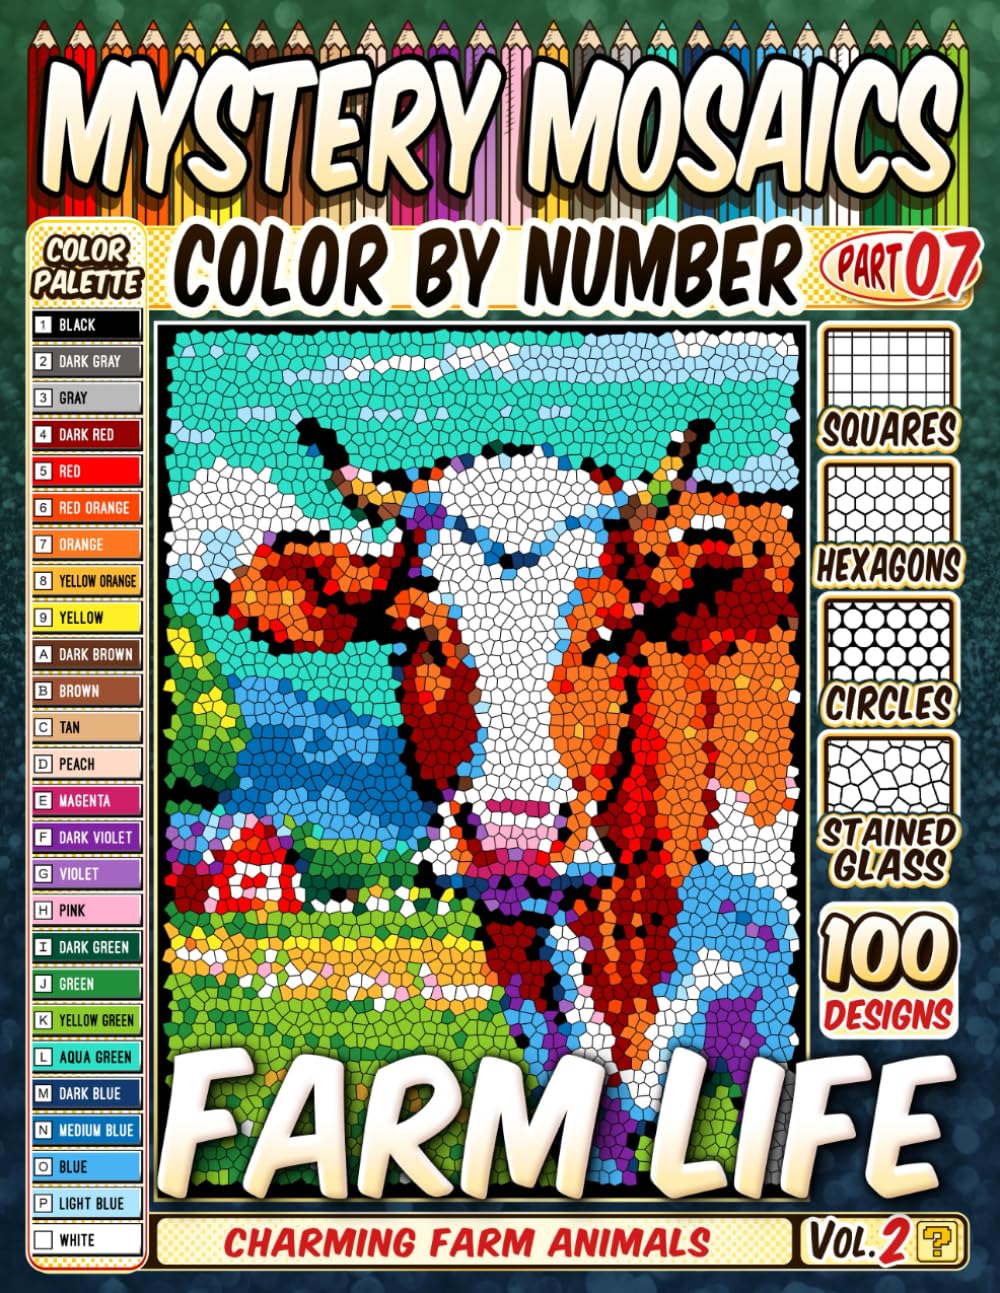 MYSTERY MOSAICS
COLOR BY NUMBER
PART 07
COLOR
PALETTE
1 BLACK
2 DARK GRAY
3 GRAY
4 DARK RED
5 RED
6 RED ORANGE
7 ORANGE
8 YELLOW ORANGE
9 YELLOW
A DARK BROWN
B BROWN
C TAN
D PEACH
E MAGENTA
F DARK VIOLET
G VIOLET
H PINK
I DARK GREEN
J GREEN
K YELLOW GREEN
L AQUA GREEN
M DARK BLUE
N MEDIUM BLUE
O BLUE
P LIGHT BLUE
WHITE
SQUARES
HEXAGONS
CIRCLES
STAINED
GLASS
100
DESIGNS
FARM LIFE
CHARMING FARM ANIMALS
VOL.2 ?